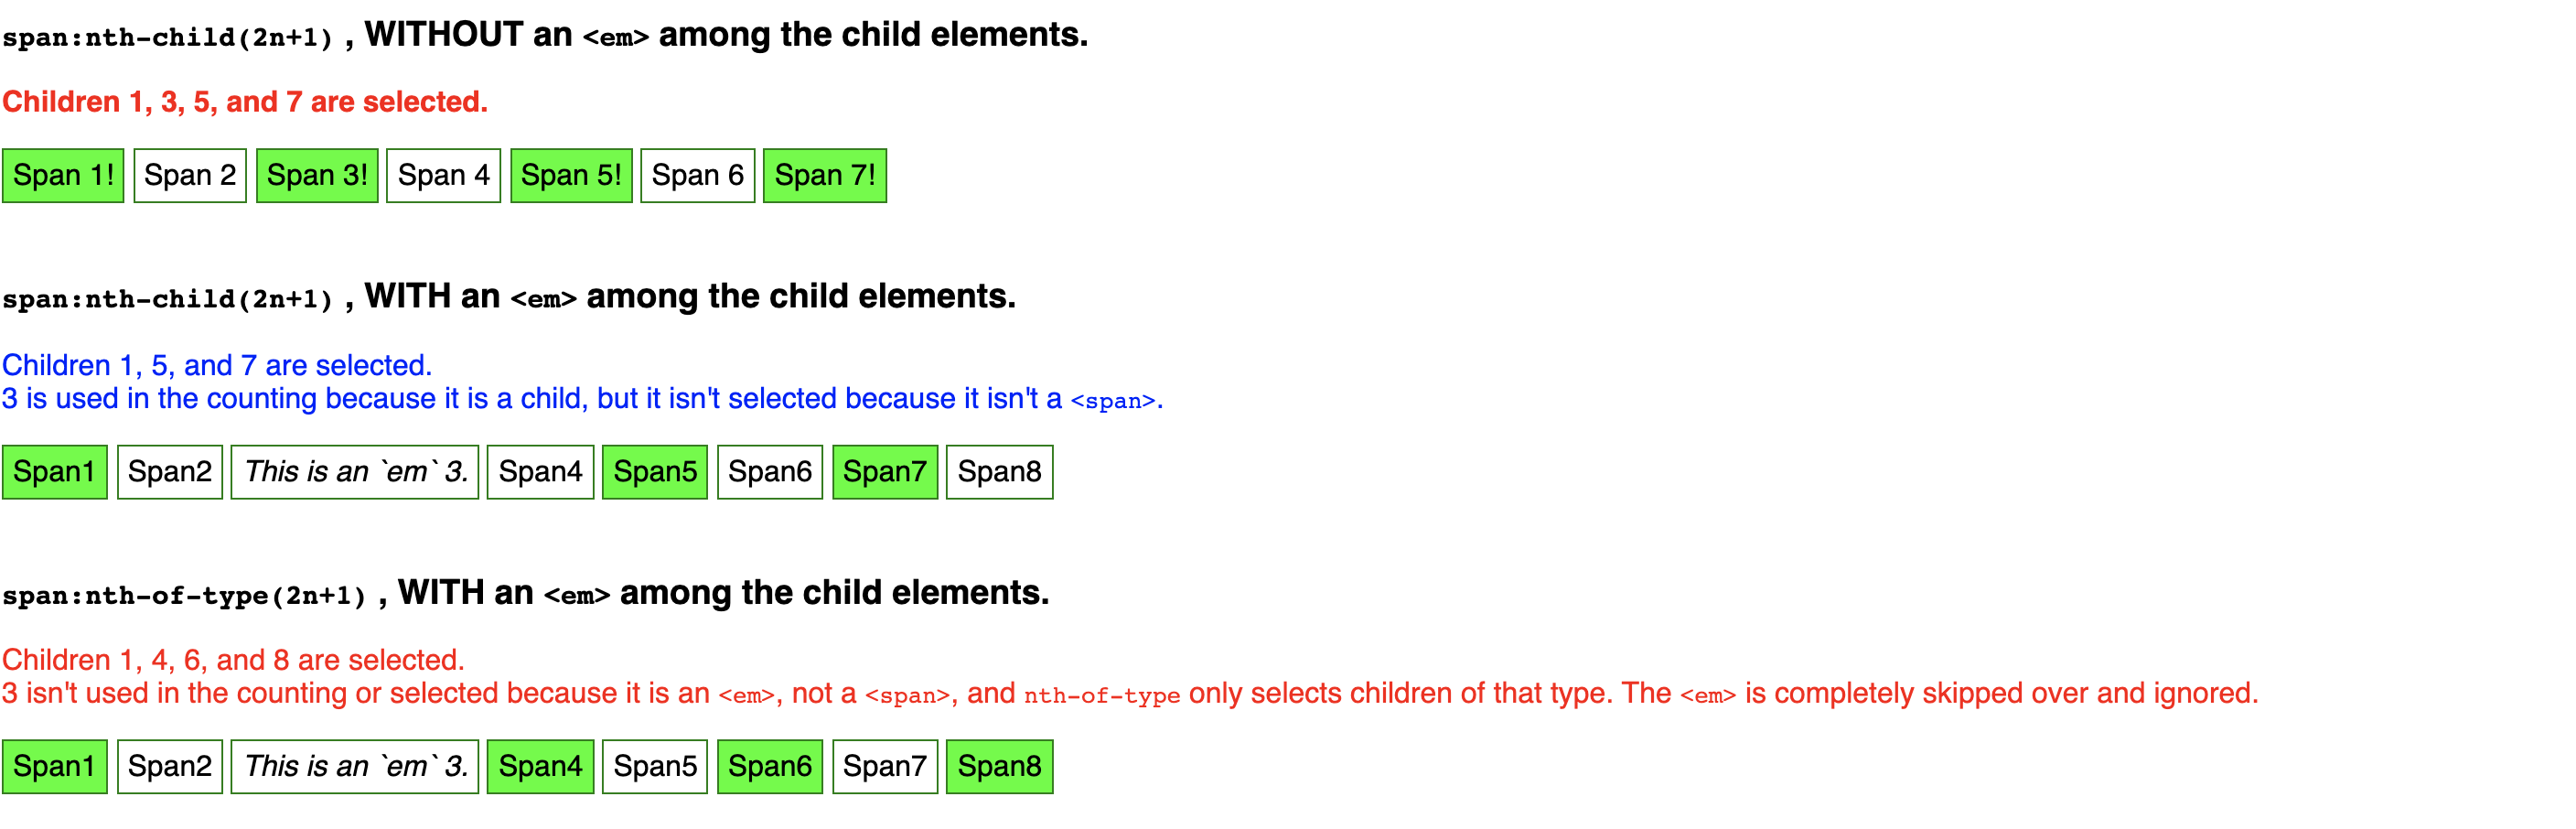 span:nth-child(2n+1) , WITHOUT an <em> among the child elements.
Children 1, 3, 5, and 7 are selected.
Span 1! Span 2 Span 3! Span 4 Span 5! Span 6 Span 7!
span:nth-child(2n+1) , WITH an <em> among the child elements.
Children 1, 5, and 7 are selected.
3 is used in the counting because it is a child, but it isn't selected because it isn't a <span>.
Span1 Span2 This is an `em` 3. Span4 Span5 Span6 Span7 Span8
span:nth-of-type(2n+1) , WITH an <em> among the child elements.
Children 1, 4, 6, and 8 are selected.
3 isn't used in the counting or selected because it is an <em>, not a <span>, and nth-of-type only selects children of that type. The <em> is completely skipped over and ignored.
Span1 Span2 This is an `em` 3. Span4 Span5 Span6 Span7 Span8